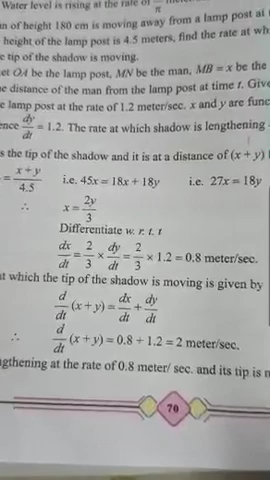 Water level is rising at the rate of
π
n of height 180 cm is moving away from a lamp post at
height of the lamp post is 4.5 meters, find the rate at wh
e tip of the shadow is moving.
et OA be the lamp post, MN be the man, MB = x be the
e distance of the man from the lamp post at time t. Give
e lamp post at the rate of 1.2 meter/sec. x and y are func
ence dy/dt = 1.2. The rate at which shadow is lengthening
s the tip of the shadow and it is at a distance of (x + y)
= (x + y)/4.5 i.e. 45x = 18x + 18y i.e. 27x = 18y
∴ x = 2y/3
Differentiate w. r. t. t
dx/dt = 2/3 × dy/dt = 2/3 × 1.2 = 0.8 meter/sec.
at which the tip of the shadow is moving is given by
d/dt (x + y) = dx/dt + dy/dt
∴ d/dt (x + y) = 0.8 + 1.2 = 2 meter/sec.
gthening at the rate of 0.8 meter/ sec. and its tip is
70